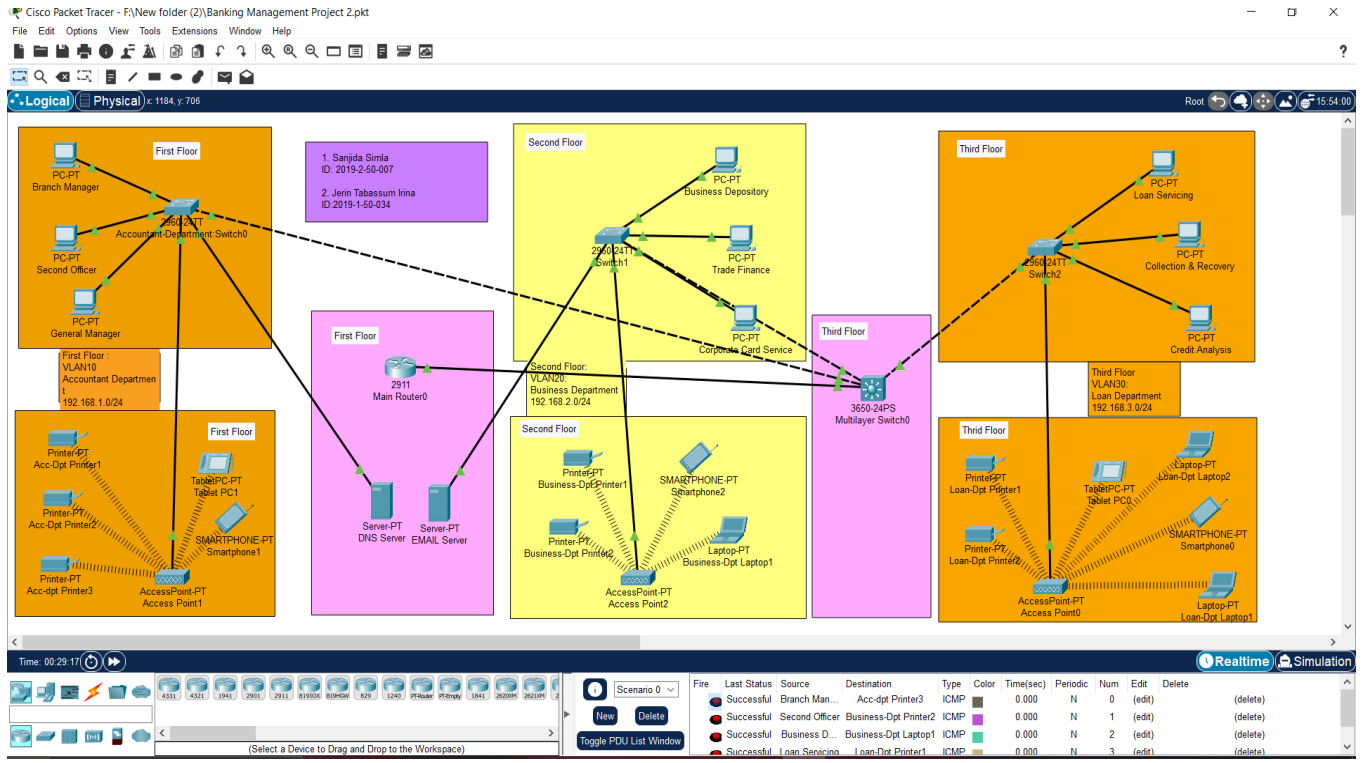 Cisco Packet Tracer - F:\New folder (2)\Banking Management Project 2.pkt
File Edit Options View Tools Extensions Window Help
?
Logical Physical x: 1184, y: 706
Root 15:54:00
First Floor
PC-PT
Branch Manager
2960-24TT
Accountant-Department:Switch0
PC-PT
Second Officer
PC-PT
General Manager
1. Sanjida Simla
ID: 2019-2-50-007
2. Jerin Tabassum Irina
ID:2019-1-50-034
Second Floor
PC-PT
Business Depository
2960-24TT
Switch1
PC-PT
Trade Finance
PC-PT
Corporate Card Service
Third Floor
PC-PT
Loan Servicing
2960-24TT
Switch2
PC-PT
Collection & Recovery
PC-PT
Credit Analysis
First Floor :
VLAN10
Accountant Departmen
t
192.168.1.0/24
First Floor
2911
Main Router0
Server-PT
DNS Server
Server-PT
EMAIL Server
Second Floor:
VLAN20:
Business Department
192.168.2.0/24
Third Floor
3650-24PS
Multilayer Switch0
Third Floor
VLAN30:
Loan Department
192.168.3.0/24
First Floor
Printer-PT
Acc-Dpt Printer1
TabletPC-PT
Tablet PC1
Printer-PT
Acc-Dpt Printer2
SMARTPHONE-PT
Smartphone1
Printer-PT
Acc-dpt Printer3
AccessPoint-PT
Access Point1
Second Floor
Printer-PT
Business-Dpt Printer1
SMARTPHONE-PT
Smartphone2
Printer-PT
Business-Dpt Printer2
Laptop-PT
Business-Dpt Laptop1
AccessPoint-PT
Access Point2
Thrid Floor
Printer-PT
Loan-Dpt Printer1
TabletPC-PT
Tablet PC0
Laptop-PT
Loan-Dpt Laptop2
Printer-PT
Loan-Dpt Printer2
SMARTPHONE-PT
Smartphone0
AccessPoint-PT
Access Point0
Laptop-PT
Loan-Dpt Laptop1
Time: 00:29:17
Realtime Simulation
4331 4321 1941 2901 2911 819IOX 819HGW 829 1240 PT-Router PT-Empty 1841 2620XM 2621XM 2
(Select a Device to Drag and Drop to the Workspace)
Scenario 0
New Delete
Toggle PDU List Window
Fire Last Status Source Destination Type Color Time(sec) Periodic Num Edit Delete
Successful Branch Man... Acc-dpt Printer3 ICMP 0.000 N 0 (edit) (delete)
Successful Second Officer Business-Dpt Printer2 ICMP 0.000 N 1 (edit) (delete)
Successful Business D... Business-Dpt Laptop1 ICMP 0.000 N 2 (edit) (delete)
Successful Loan Servicing Loan-Dpt Printer1 ICMP 0.000 N 3 (edit) (delete)